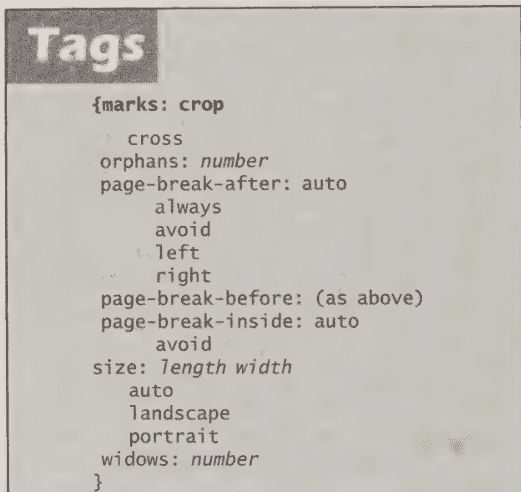 Tags
{marks: crop
cross
orphans: number
page-break-after: auto
always
avoid
left
right
page-break-before: (as above)
page-break-inside: auto
avoid
size: length width
auto
landscape
portrait
widows: number
}